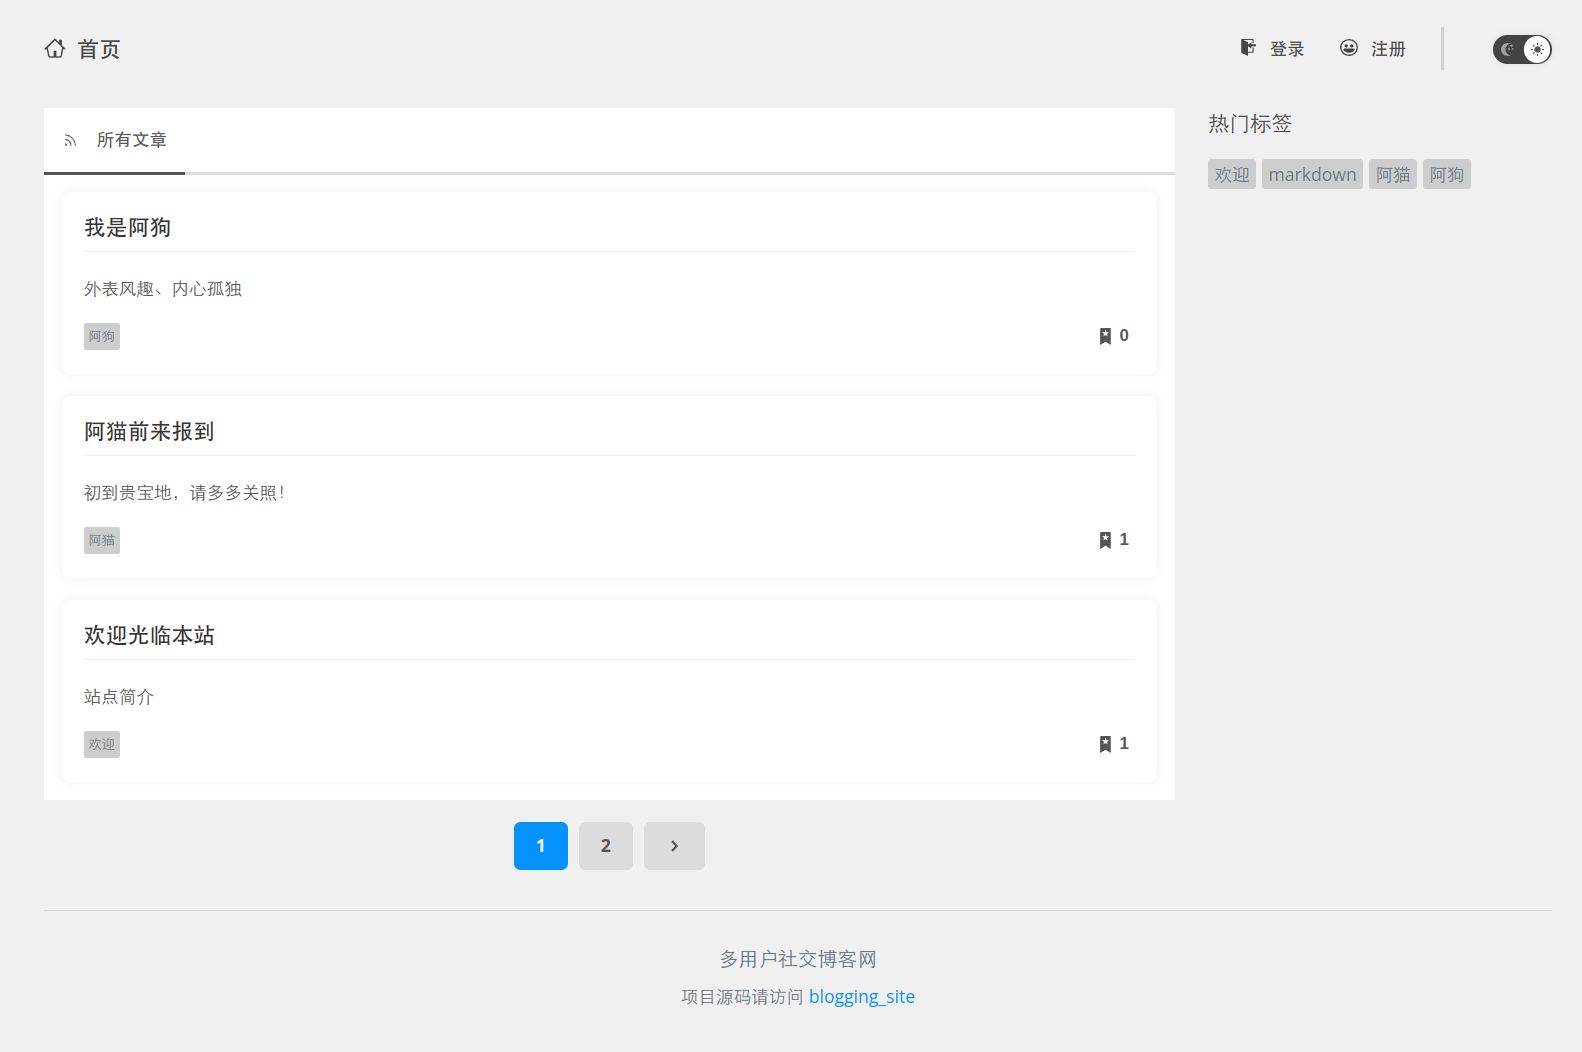 首页
登录
注册
所有文章
我是阿狗
外表风趣、内心孤独
阿狗
0
阿猫前来报到
初到贵宝地，请多多关照！
阿猫
1
欢迎光临本站
站点简介
欢迎
1
1 2 ›
热门标签
欢迎 markdown 阿猫 阿狗
多用户社交博客网
项目源码请访问 blogging_site